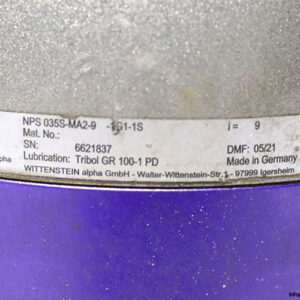 NPS 035S-MA2-9 -1G1-1S i = 9
Mat. No.:
SN: 6621837 DMF: 05/21
alpha Lubrication: Tribol GR 100-1 PD Made in Germany
WITTENSTEIN alpha GmbH - Walter-Wittenstein-Str.1 - 97999 Igersheim